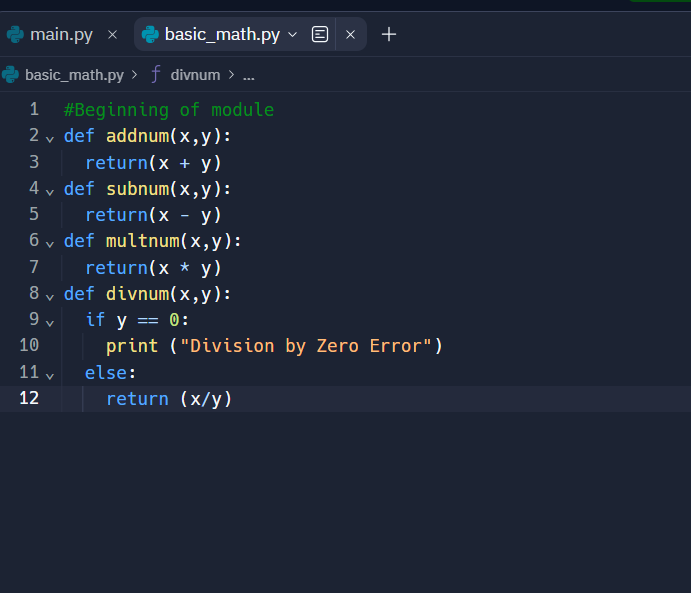 main.py basic_math.py
basic_math.py > divnum > ...
1 #Beginning of module
2 def addnum(x,y):
3   return(x + y)
4 def subnum(x,y):
5   return(x - y)
6 def multnum(x,y):
7   return(x * y)
8 def divnum(x,y):
9   if y == 0:
10     print ("Division by Zero Error")
11   else:
12     return (x/y)